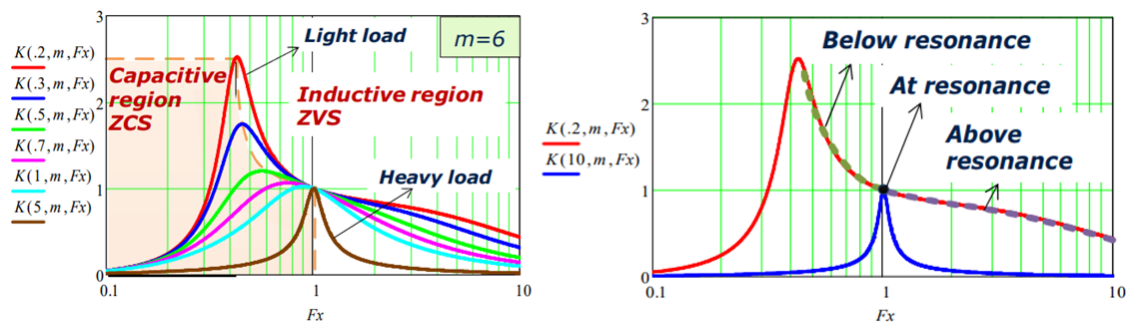 3
K(.2,m,Fx)
K(.3,m,Fx)
K(.5,m,Fx)
K(.7,m,Fx)
K(1,m,Fx)
K(5,m,Fx)
2
1
0
0.1
1
10
Fx
Light load
m=6
Capacitive
region
ZCS
Inductive region
ZVS
Heavy load
3
K(.2,m,Fx)
K(10,m,Fx)
2
1
0
0.1
1
10
Fx
Below resonance
At resonance
Above
resonance